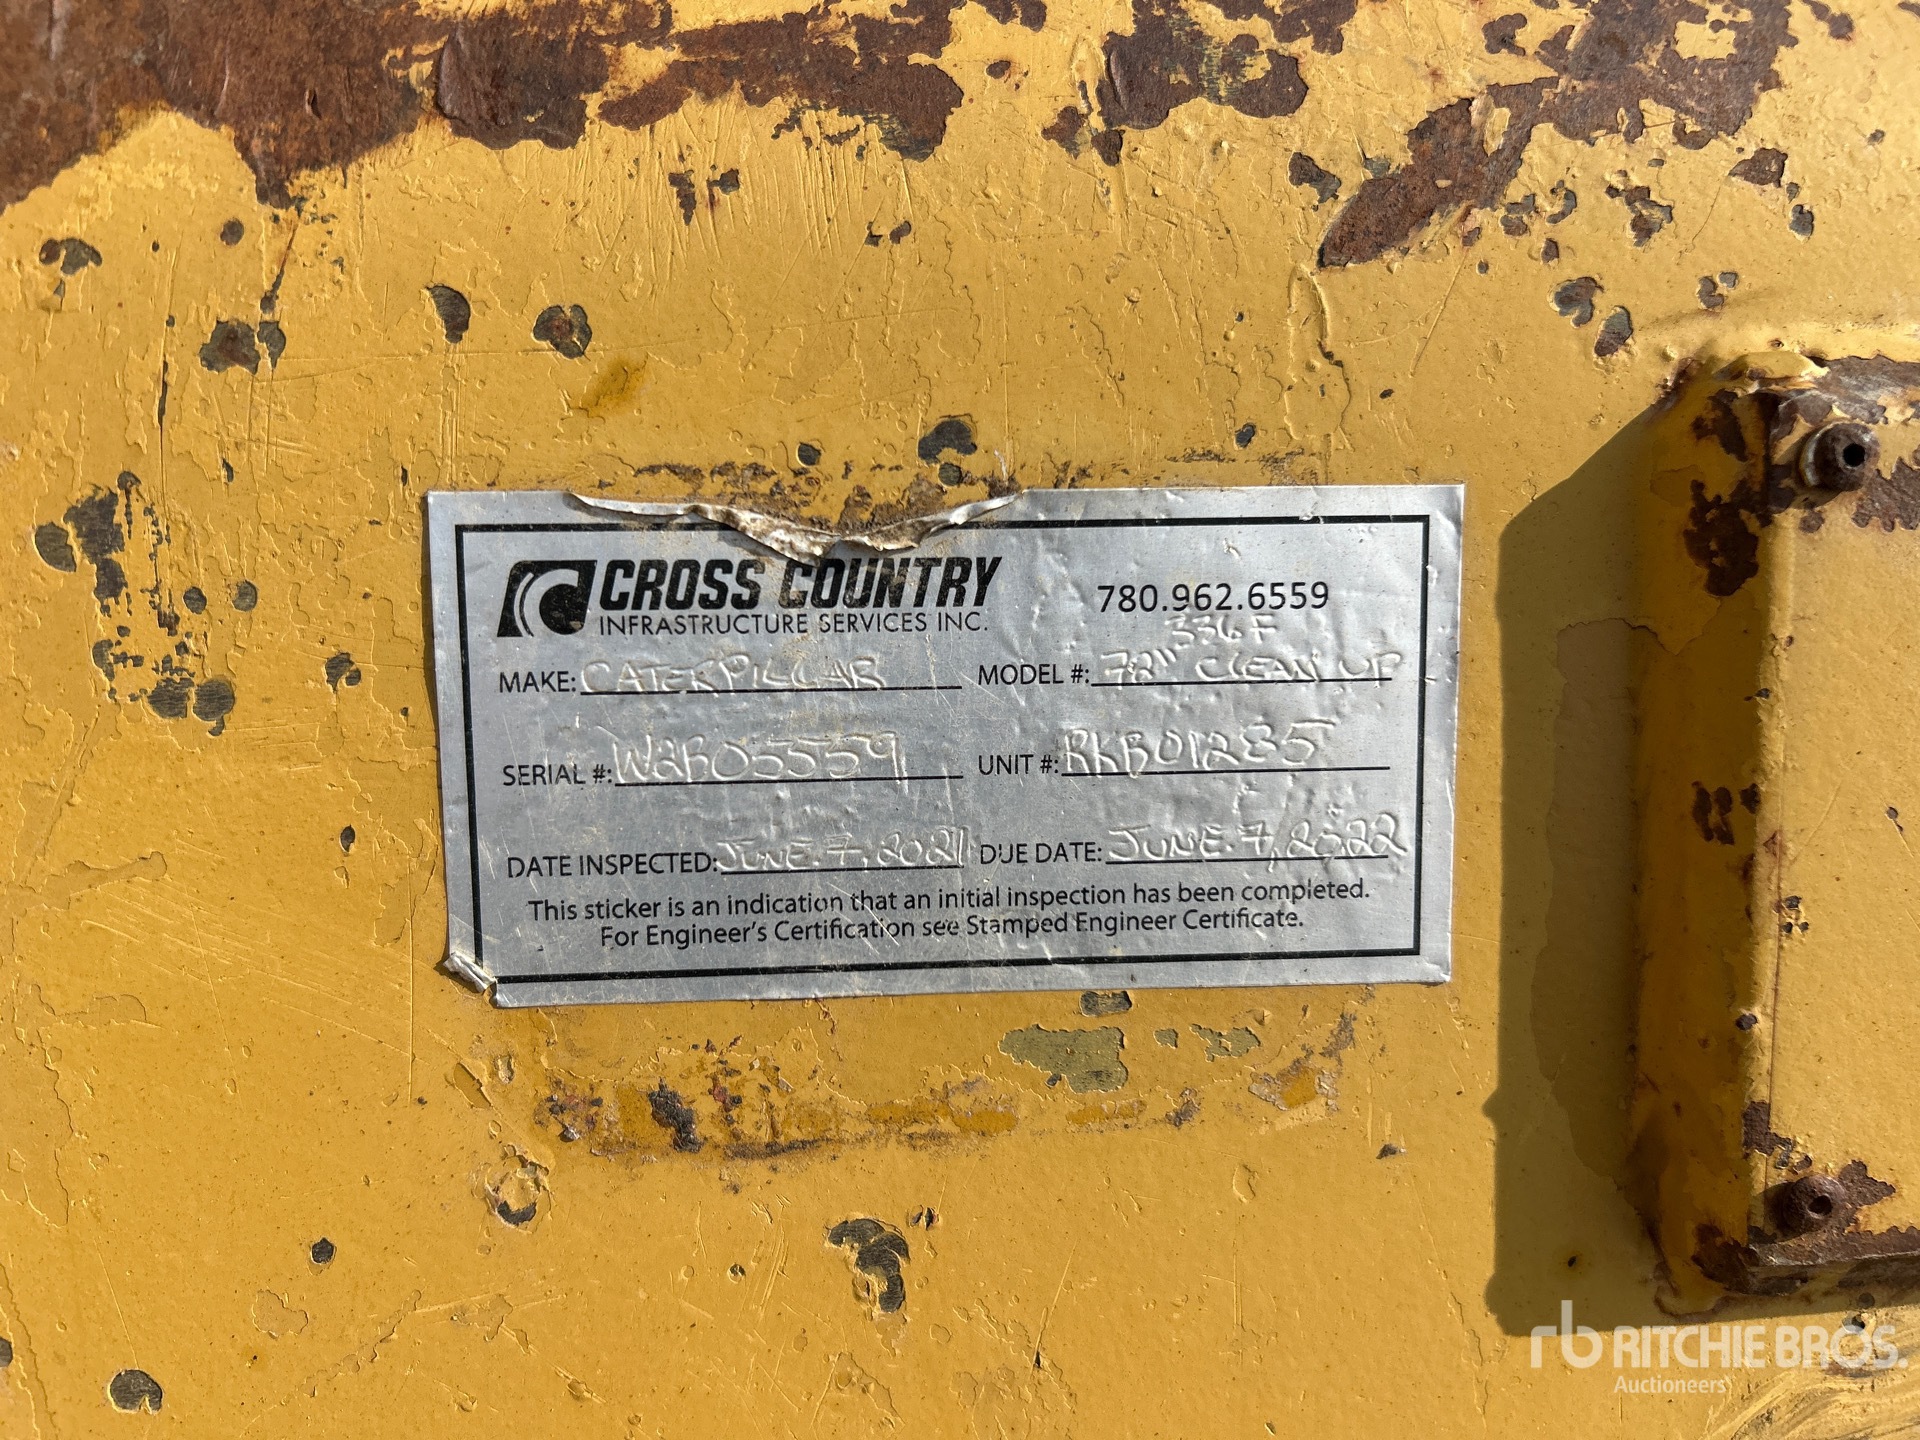 CROSS COUNTRY
INFRASTRUCTURE SERVICES INC.
780.962.6559
336F
MAKE: CATERPILLAR MODEL #: 72" CLEAN UP
SERIAL #: W2B05559 UNIT #: RKB01285
DATE INSPECTED: JUNE.7,2021 DUE DATE: JUNE.7,2022
This sticker is an indication that an initial inspection has been completed.
For Engineer's Certification see Stamped Engineer Certificate.
rb RITCHIE BROS.
Auctioneers